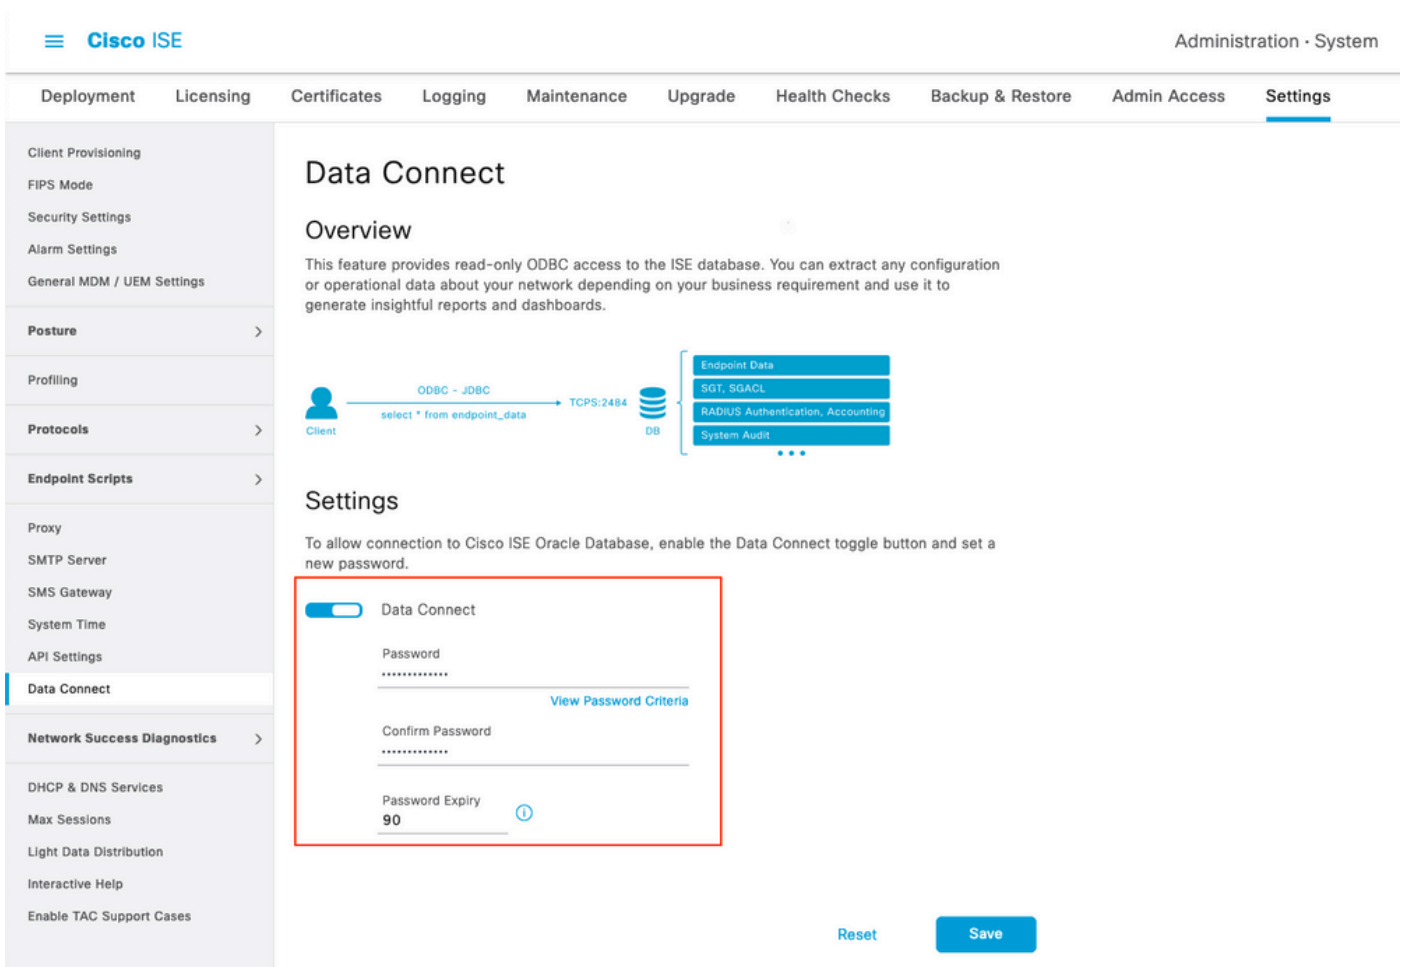 Cisco ISE
Administration · System
Deployment Licensing Certificates Logging Maintenance Upgrade Health Checks Backup & Restore Admin Access Settings
Client Provisioning
FIPS Mode
Security Settings
Alarm Settings
General MDM / UEM Settings
Posture
Profiling
Protocols
Endpoint Scripts
Proxy
SMTP Server
SMS Gateway
System Time
API Settings
Data Connect
Network Success Diagnostics
DHCP & DNS Services
Max Sessions
Light Data Distribution
Interactive Help
Enable TAC Support Cases
Data Connect
Overview
This feature provides read-only ODBC access to the ISE database. You can extract any configuration
or operational data about your network depending on your business requirement and use it to
generate insightful reports and dashboards.
Client
ODBC - JDBC
select * from endpoint_data
TCPS:2484
DB
Endpoint Data
SGT, SGACL
RADIUS Authentication, Accounting
System Audit
Settings
To allow connection to Cisco ISE Oracle Database, enable the Data Connect toggle button and set a
new password.
Data Connect
Password
•••••••••••••
View Password Criteria
Confirm Password
•••••••••••••
Password Expiry
90
Reset
Save